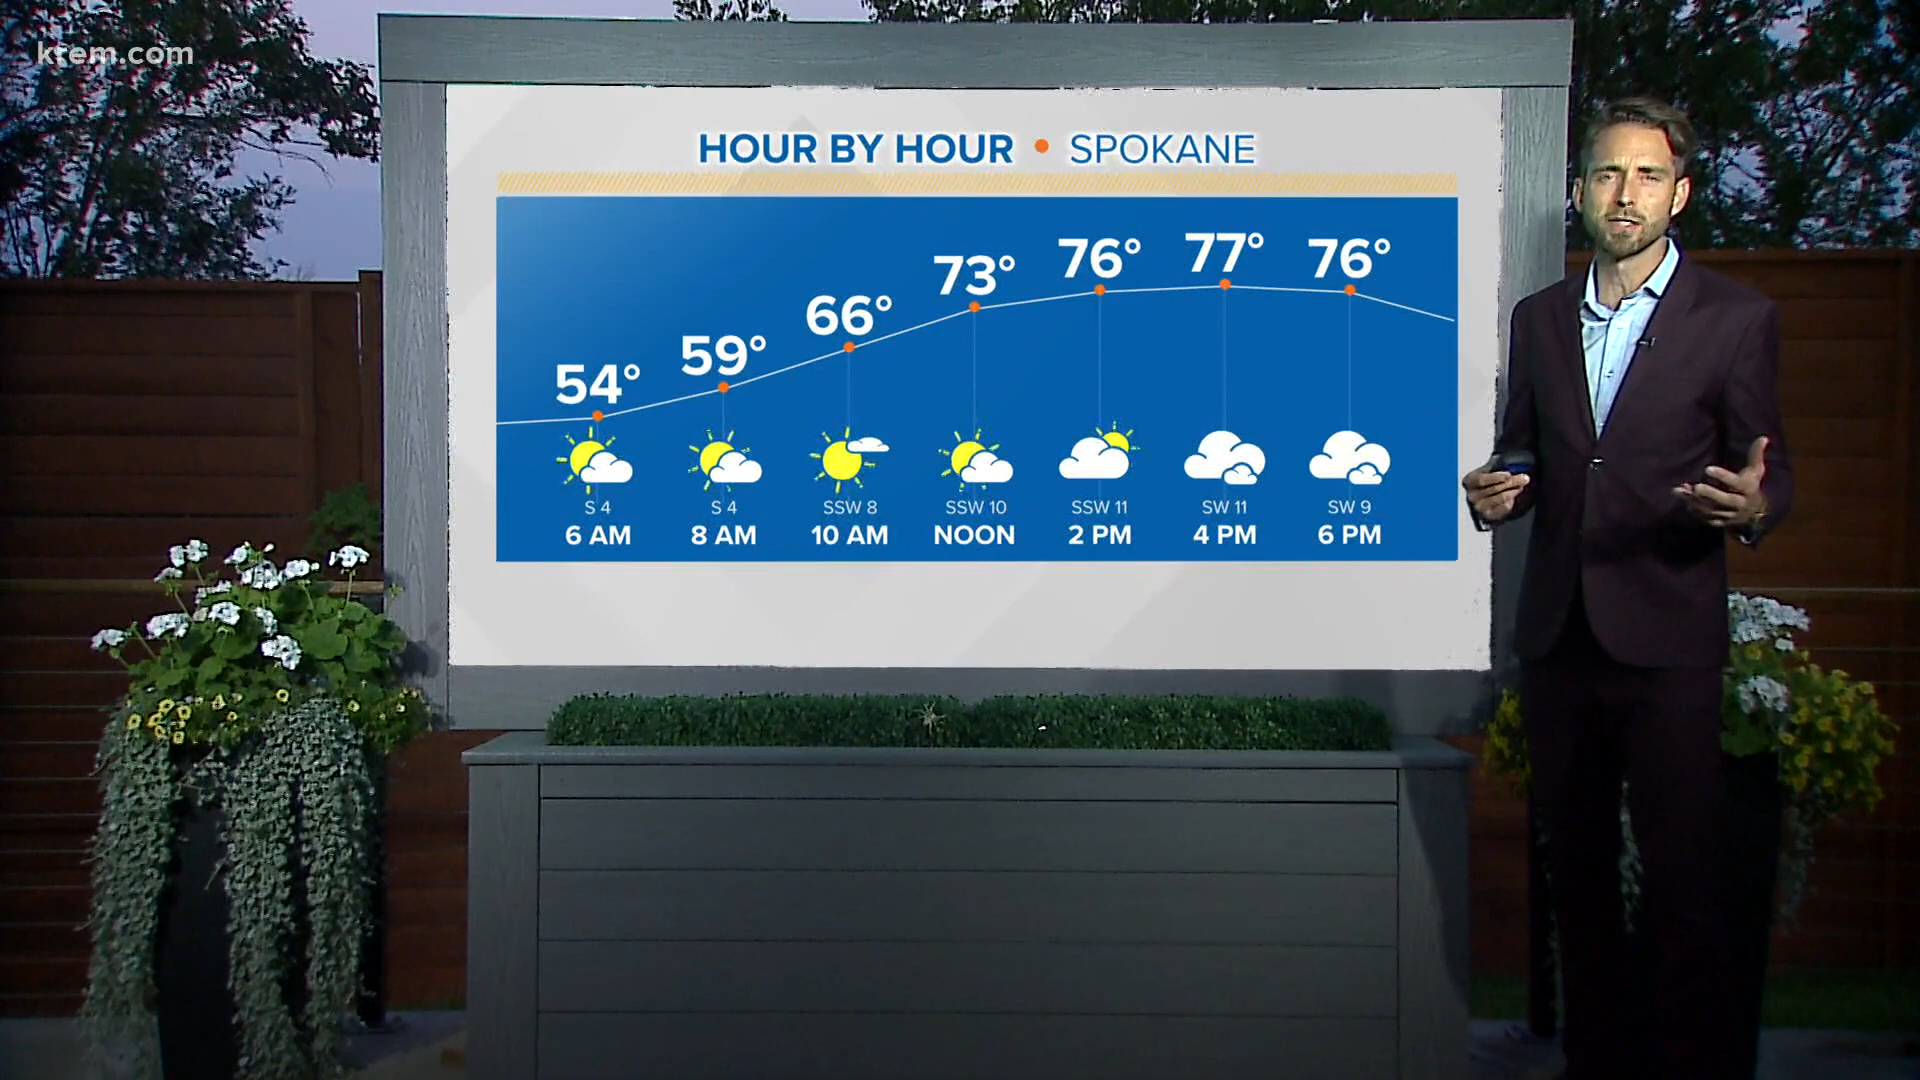 krem.com
HOUR BY HOUR • SPOKANE
54° 59° 66° 73° 76° 77° 76°
S 4 S 4 SSW 8 SSW 10 SSW 11 SW 11 SW 9
6 AM 8 AM 10 AM NOON 2 PM 4 PM 6 PM